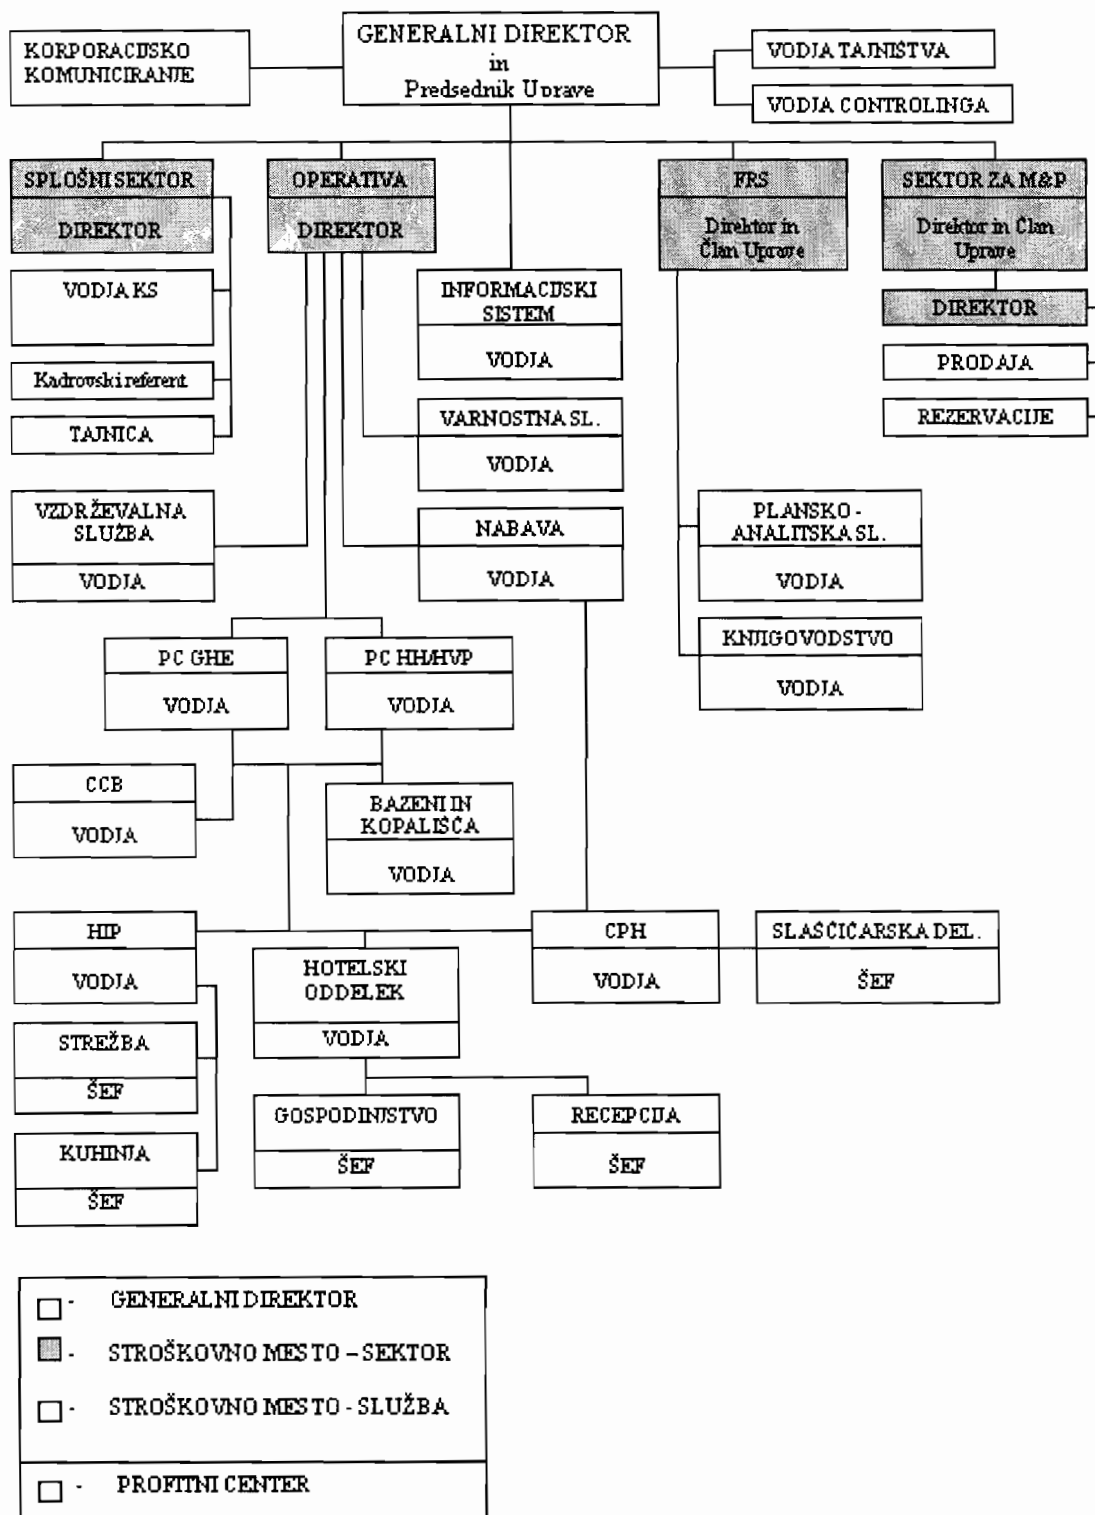 KORPORACIJSKO
KOMUNICIRANJE
GENERALNI DIREKTOR
in
Predsednik Uprave
VODJA TAJNIŠTVA
VODJA CONTROLINGA
SPLOŠNI SEKTOR
DIREKTOR
OPERATIVA
DIREKTOR
FRS
Direktor in
Član Uprave
SEKTOR ZA M&P
Direktor in Član
Uprave
VODJA KS
Kadrovski referent
TAJNICA
INFORMACIJSKI
SISTEM
VODJA
DIREKTOR
PRODAJA
REZERVACIJE
VARNOSTNA SL.
VODJA
VZDRŽEVALNA
SLUŽBA
VODJA
NABAVA
VODJA
PLANSKO -
ANALITSKA SL.
VODJA
KNJIGOVODSTVO
VODJA
PC GHE
VODJA
PC HH/HVP
VODJA
CCB
VODJA
BAZENI IN
KOPALIŠČA
VODJA
HIP
VODJA
HOTELSKI
ODDELEK
VODJA
CPH
VODJA
SLAŠČIČARSKA DEL.
ŠEF
STREŽBA
ŠEF
KUHINJA
ŠEF
GOSPODINJSTVO
ŠEF
RECEPCIJA
ŠEF
- GENERALNI DIREKTOR
- STROŠKOVNO MESTO – SEKTOR
- STROŠKOVNO MESTO - SLUŽBA
- PROFITNI CENTER